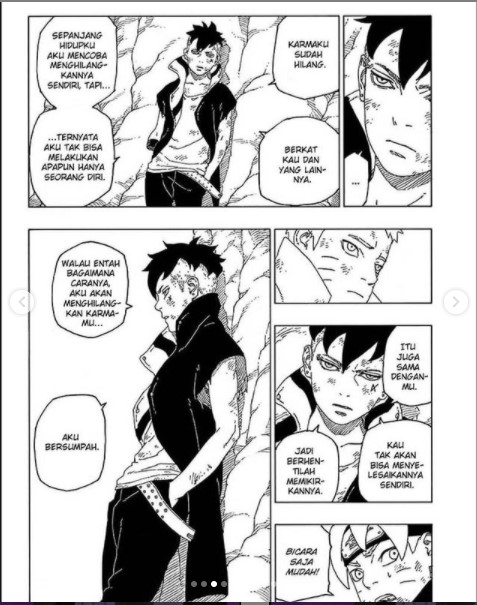 SEPANJANG
HIDUPKU
AKU MENCOBA
MENGHILANG-
KANNYA
SENDIRI, TAPI...
...TERNYATA
AKU TAK BISA
MELAKUKAN
APAPUN HANYA
SEORANG DIRI.
KARMAKU
SUDAH
HILANG.
BERKAT
KAU DAN
YANG LAIN-
NYA.
...
WALAU ENTAH
BAGAIMANA
CARANYA,
AKU AKAN
MENGHILANG-
KAN KARMA-
MU...
AKU
BERSUMPAH.
ITU
JUGA
SAMA
DENGAN-
MU.
KAU
TAK AKAN
BISA MENYE-
LESAIKANNYA
SENDIRI.
JADI
BERHEN-
TILAH
MEMIKIR-
KANNYA.
BICARA
SAJA
MUDAH!